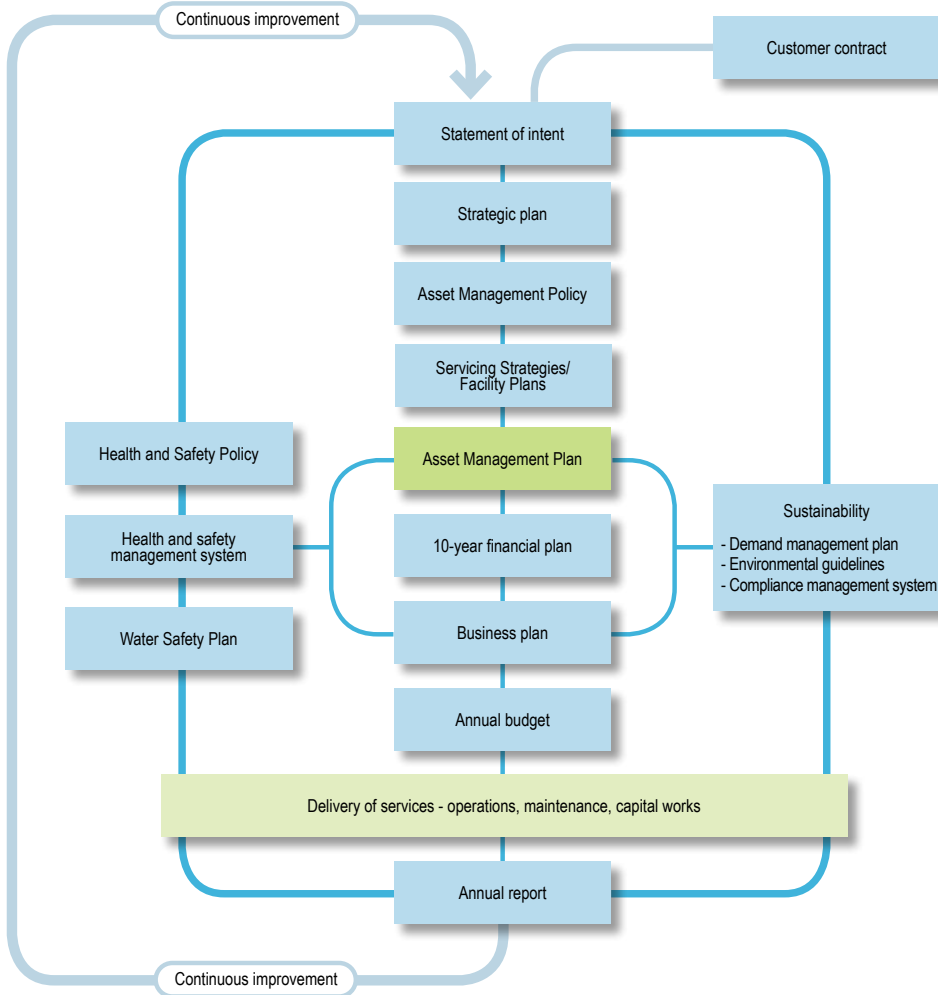 Continuous improvement
Customer contract
Statement of intent
Strategic plan
Asset Management Policy
Servicing Strategies/
Facility Plans
Health and Safety Policy
Asset Management Plan
Health and safety
management system
10-year financial plan
Sustainability
- Demand management plan
- Environmental guidelines
- Compliance management system
Water Safety Plan
Business plan
Annual budget
Delivery of services - operations, maintenance, capital works
Annual report
Continuous improvement